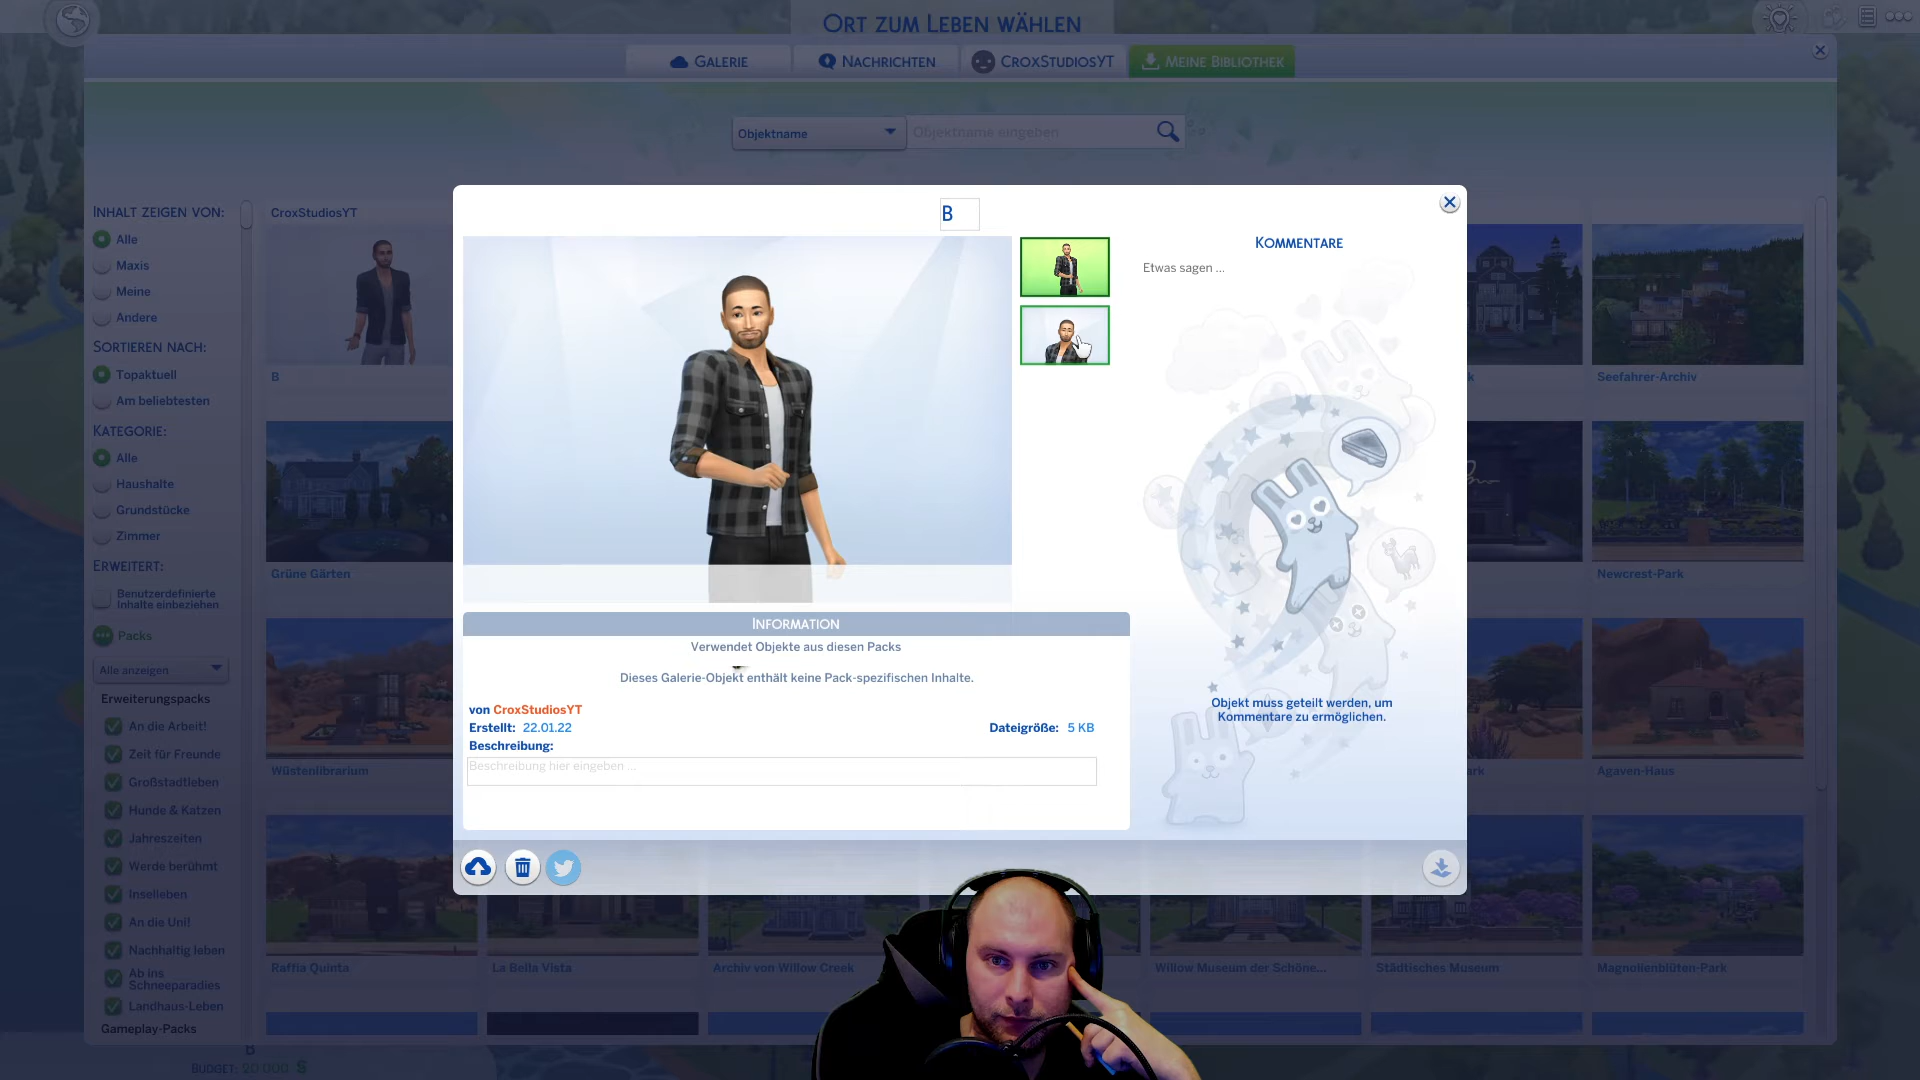 Ort zum Leben wählen
Galerie
Nachrichten
CroxStudiosYT
Meine Bibliothek
Objektname
Objektname eingeben
Inhalt zeigen von:
Alle
Maxis
Meine
Andere
Sortieren nach:
Topaktuell
Am beliebtesten
Kategorie:
Alle
Haushalte
Grundstücke
Zimmer
Erweitert:
Benutzerdefinierte
Inhalte einbeziehen
Packs
Alle anzeigen
Erweiterungspacks
An die Arbeit!
Zeit für Freunde
Großstadtleben
Hunde & Katzen
Jahreszeiten
Werde berühmt
Inselleben
An die Uni!
Nachhaltig leben
Ab ins
Schneeparadies
Landhaus-Leben
Gameplay-Packs
CroxStudiosYT
B
Grüne Gärten
Wüstenlibrarium
Raffia Quinta
La Bella Vista
Archiv von Willow Creek
Willow Museum der Schöne...
Städtisches Museum
Magnolienblüten-Park
Seefahrer-Archiv
Newcrest-Park
Agaven-Haus
B
Kommentare
Etwas sagen ...
Information
Verwendet Objekte aus diesen Packs
Dieses Galerie-Objekt enthält keine Pack-spezifischen Inhalte.
von CroxStudiosYT
Erstellt: 22.01.22
Dateigröße: 5 KB
Beschreibung:
Beschreibung hier eingeben ...
Objekt muss geteilt werden, um
Kommentare zu ermöglichen.
B
Budget: 20 000 §